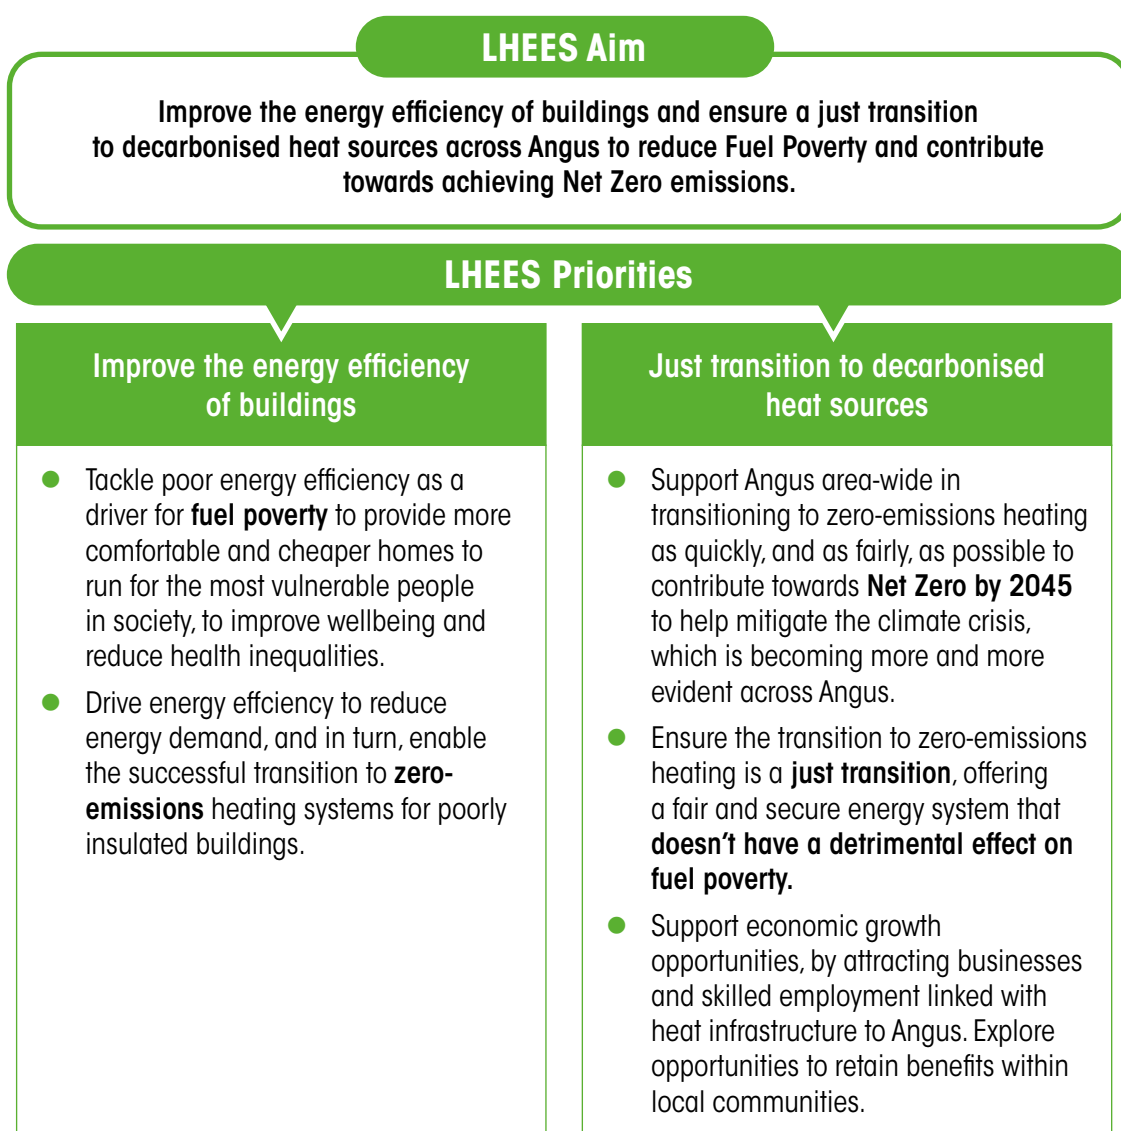 LHEES Aim
Improve the energy efficiency of buildings and ensure a just transition
to decarbonised heat sources across Angus to reduce Fuel Poverty and contribute
towards achieving Net Zero emissions.
LHEES Priorities
Improve the energy efficiency
of buildings
Tackle poor energy efficiency as a
driver for fuel poverty to provide more
comfortable and cheaper homes to
run for the most vulnerable people
in society, to improve wellbeing and
reduce health inequalities.
Drive energy effciency to reduce
energy demand, and in turn, enable
the successful transition to zero-
emissions heating systems for poorly
insulated buildings.
Just transition to decarbonised
heat sources
Support Angus area-wide in
transitioning to zero-emissions heating
as quickly, and as fairly, as possible to
contribute towards Net Zero by 2045
to help mitigate the climate crisis,
which is becoming more and more
evident across Angus.
Ensure the transition to zero-emissions
heating is a just transition, offering
a fair and secure energy system that
doesn’t have a detrimental effect on
fuel poverty.
Support economic growth
opportunities, by attracting businesses
and skilled employment linked with
heat infrastructure to Angus. Explore
opportunities to retain benefits within
local communities.